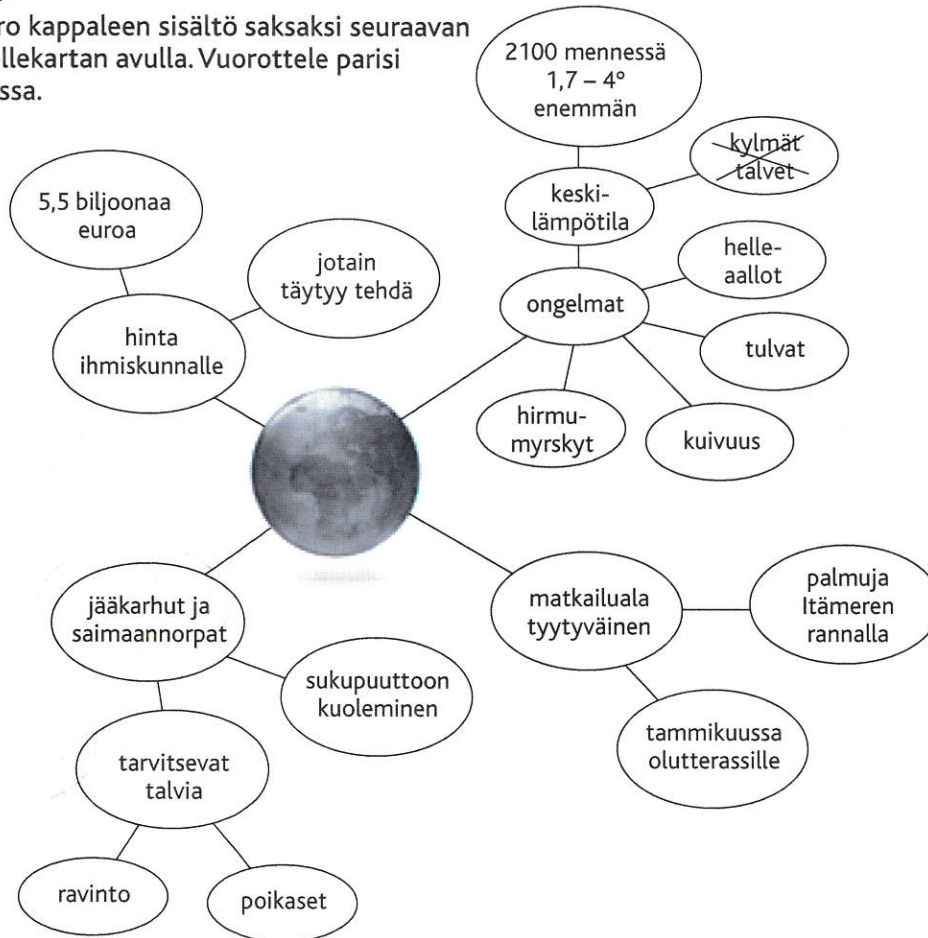 ro kappaleen sisältö saksaksi seuraavan
llekartan avulla. Vuorottele parisi
ssa.
2100 mennessä
1,7 – 4°
enemmän
kylmät
talvet
keski-
lämpötila
helle-
aallot
ongelmat
tulvat
hirmu-
myrskyt
kuivuus
5,5 biljoonaa
euroa
jotain
täytyy tehdä
hinta
ihmiskunnalle
jääkarhut ja
saimaannorpat
sukupuuttoon
kuoleminen
tarvitsevat
talvia
ravinto
poikaset
matkailuala
tyytyväinen
palmuja
Itämeren
rannalla
tammikuussa
olutterassille